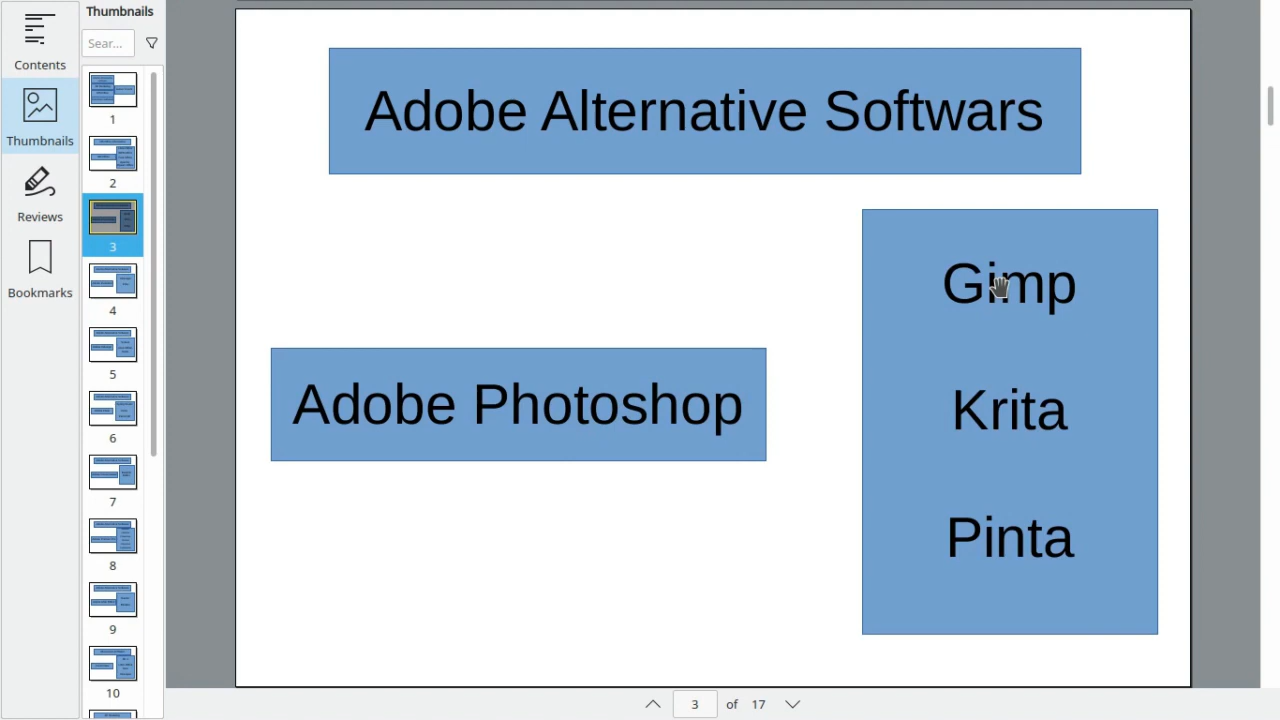 Thumbnails
Sear...
Contents
Thumbnails
Reviews
Bookmarks
1
2
3
4
5
6
7
8
9
10
Adobe Alternative Softwars
Adobe Photoshop
Gimp
Krita
Pinta
3 of 17